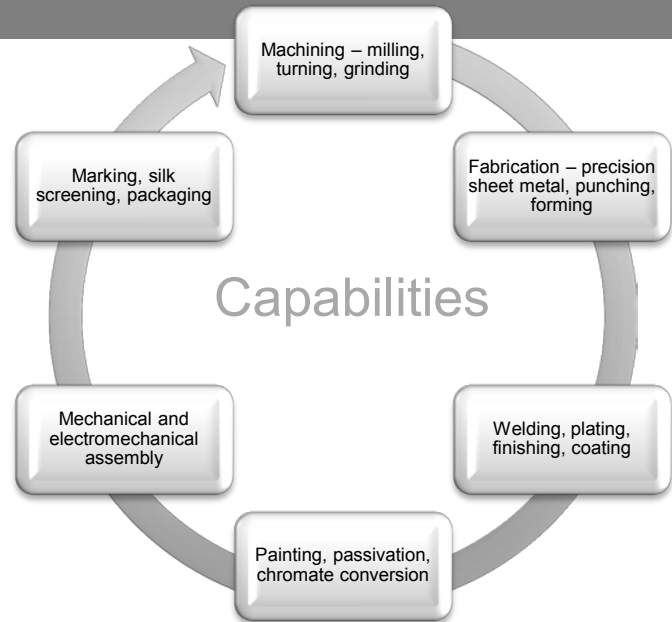 Machining – milling,
turning, grinding
Fabrication – precision
sheet metal, punching,
forming
Welding, plating,
finishing, coating
Painting, passivation,
chromate conversion
Mechanical and
electromechanical
assembly
Marking, silk
screening, packaging
Capabilities